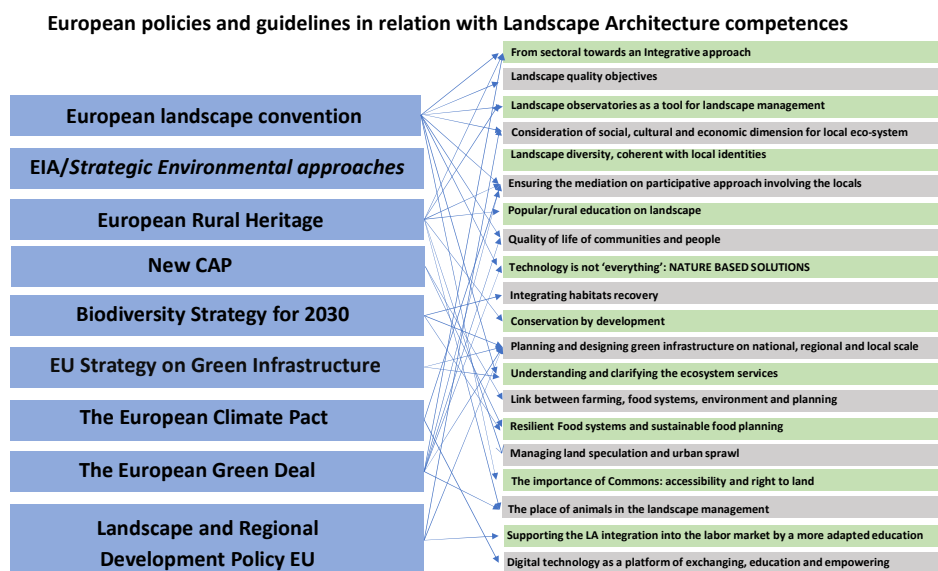 European policies and guidelines in relation with Landscape Architecture competences
European landscape convention
EIA/Strategic Environmental approaches
European Rural Heritage
New CAP
Biodiversity Strategy for 2030
EU Strategy on Green Infrastructure
The European Climate Pact
The European Green Deal
Landscape and Regional
Development Policy EU
From sectoral towards an Integrative approach
Landscape quality objectives
Landscape observatories as a tool for landscape management
Consideration of social, cultural and economic dimension for local eco-system
Landscape diversity, coherent with local identities
Ensuring the mediation on participative approach involving the locals
Popular/rural education on landscape
Quality of life of communities and people
Technology is not ‘everything’: NATURE BASED SOLUTIONS
Integrating habitats recovery
Conservation by development
Planning and designing green infrastructure on national, regional and local scale
Understanding and clarifying the ecosystem services
Link between farming, food systems, environment and planning
Resilient Food systems and sustainable food planning
Managing land speculation and urban sprawl
The importance of Commons: accessibility and right to land
The place of animals in the landscape management
Supporting the LA integration into the labor market by a more adapted education
Digital technology as a platform of exchanging, education and empowering